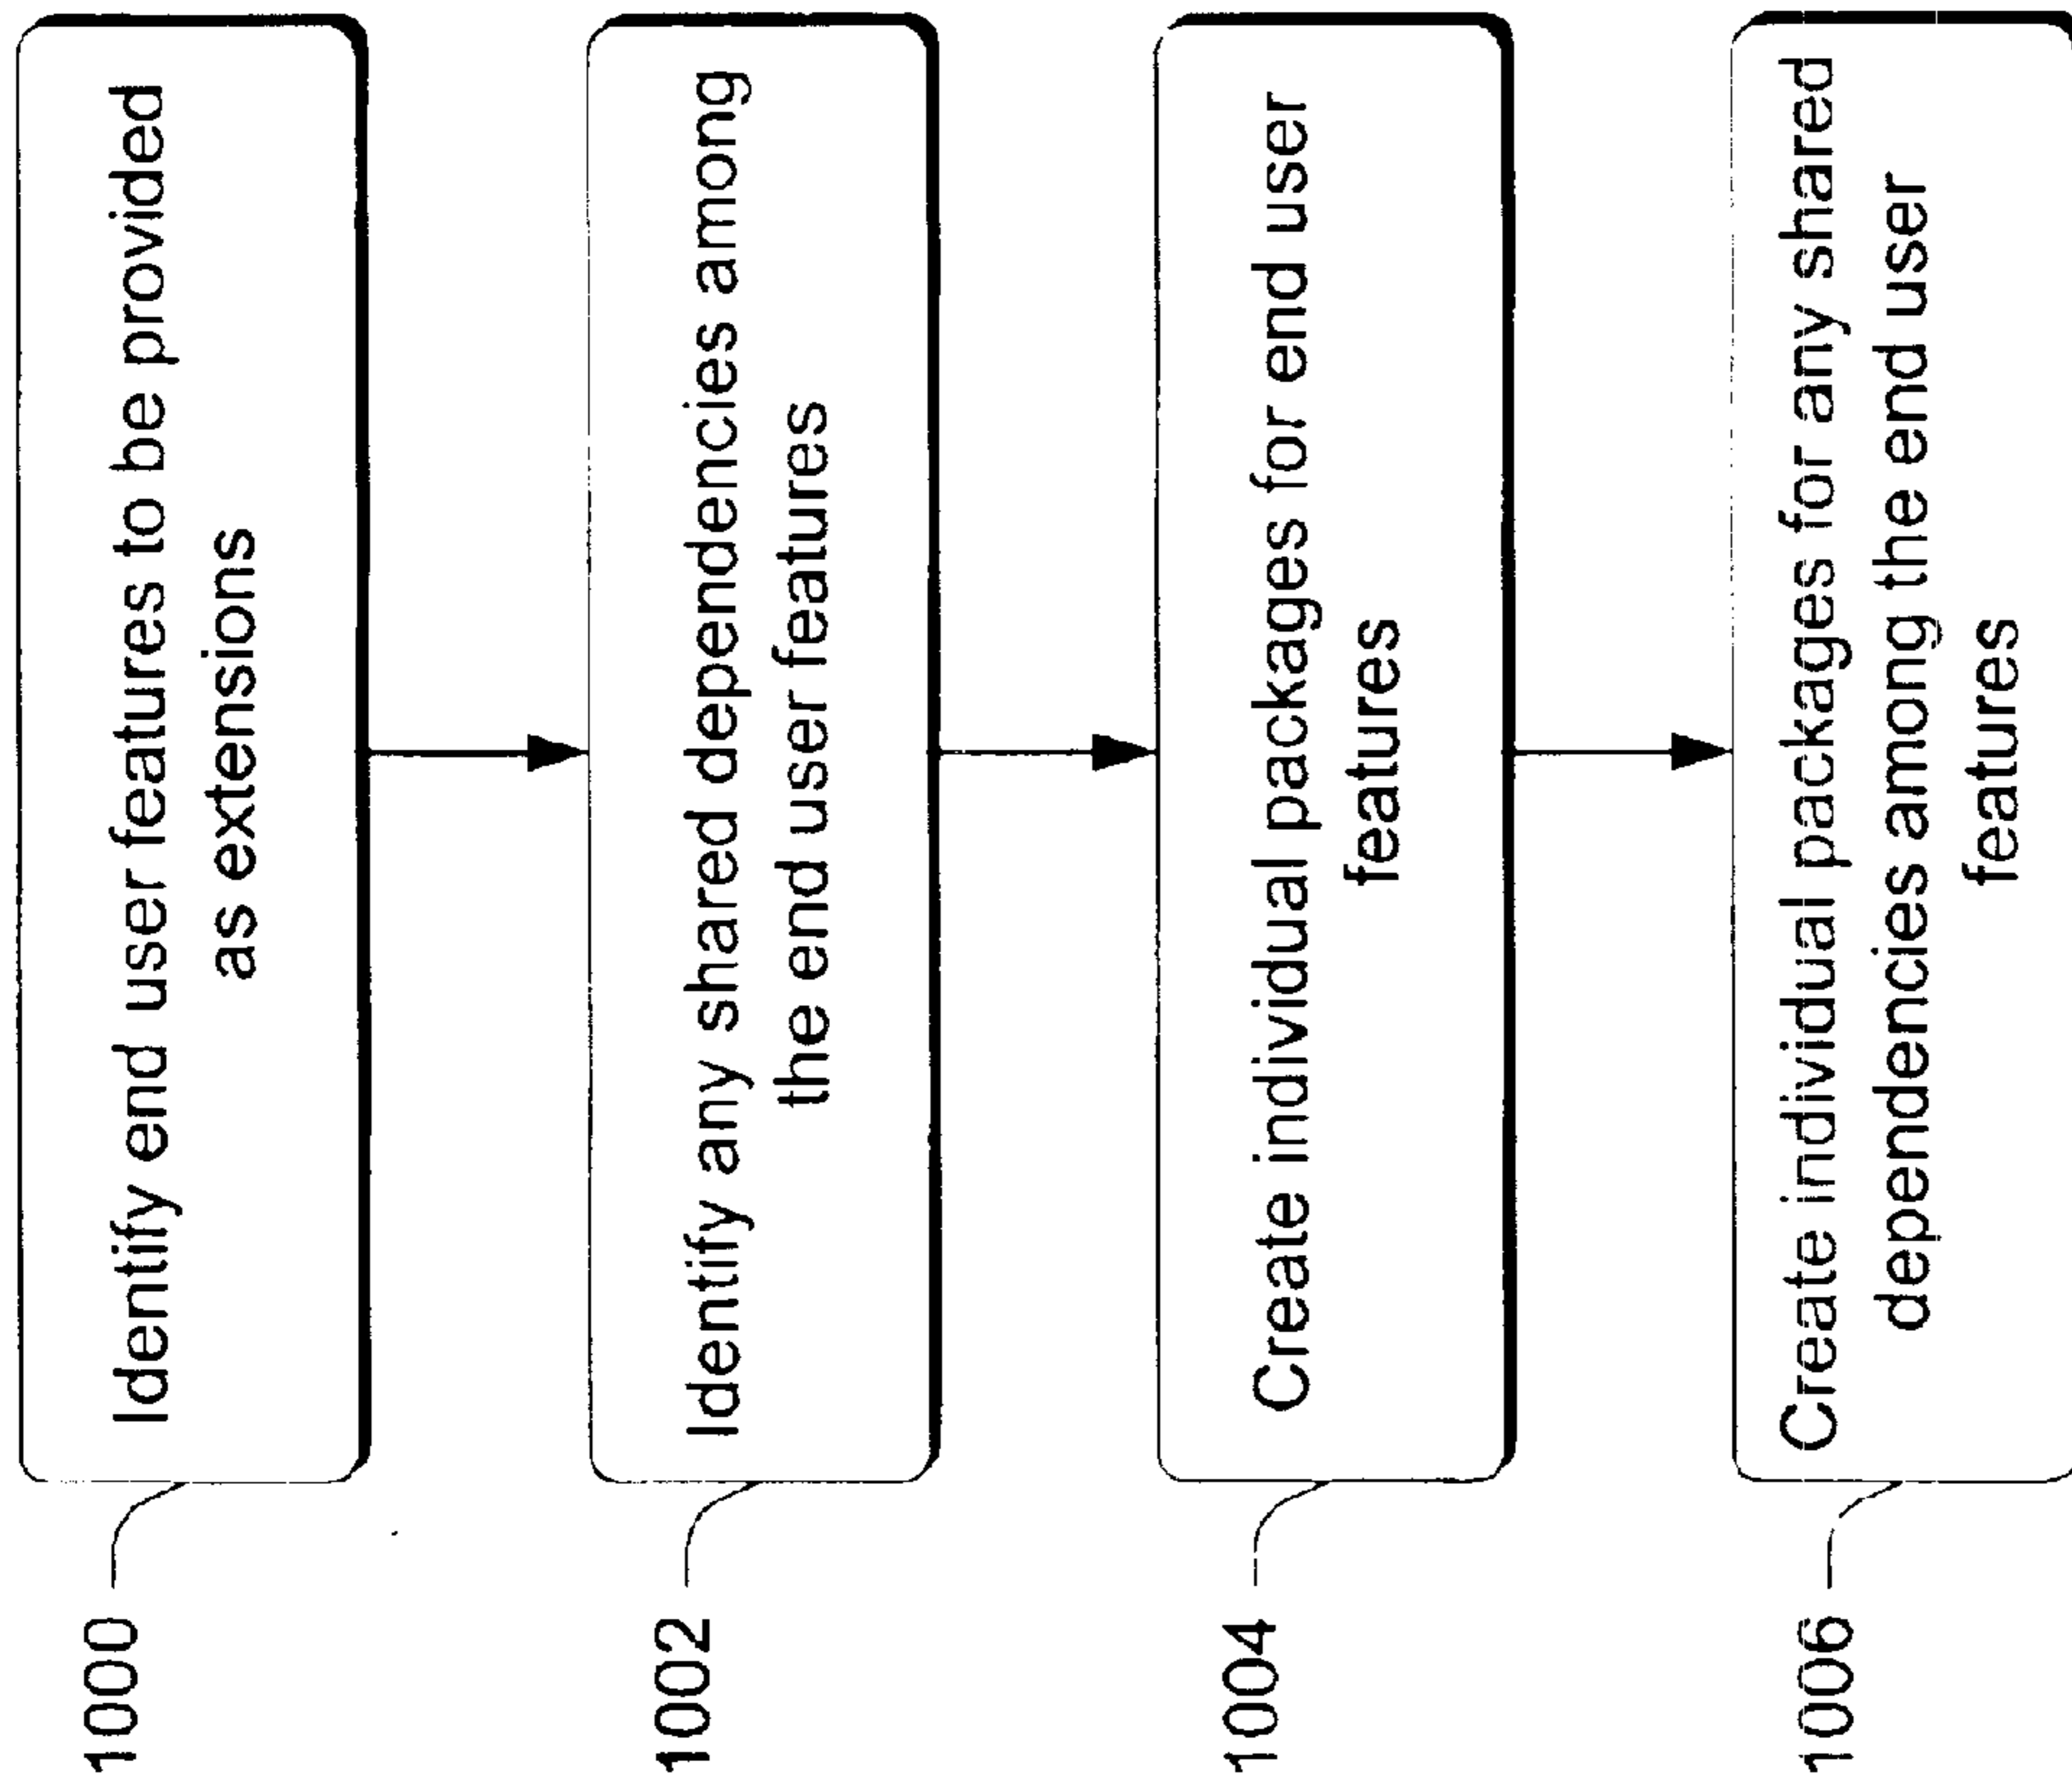 1000
Identify end user features to be provided
as extensions
1002
Identify any shared dependencies among
the end user features
1004
Create individual packages for end user
features
1006
Create individual packages for any shared
dependencies among the end user
features